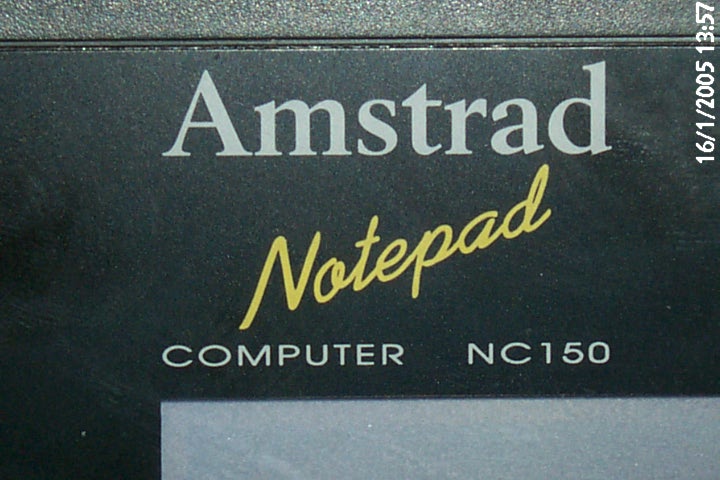 Amstrad
Notepad
COMPUTER NC150
16/1/2005 13:57